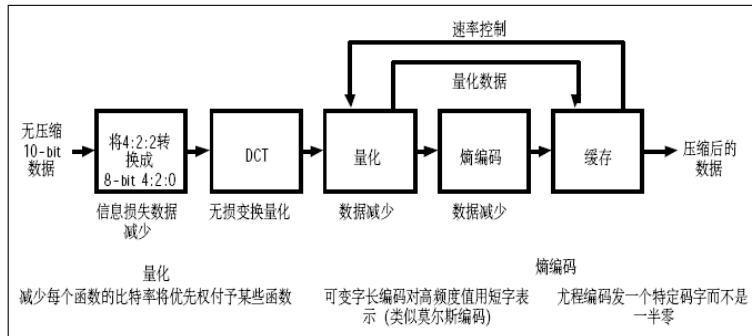 速率控制
量化数据
无压缩
10-bit
数据
将4:2:2转
换成
8-bit 4:2:0
DCT
量化
熵编码
缓存
压缩后的
数据
信息损失数据
减少
无损变换量化
数据减少
数据减少
量化
减少每个函数的比特率将优先权付予某些函数
熵编码
可变字长编码对高频度值用短字表
示 (类似莫尔斯编码)
尤程编码发一个特定码字而不是
一半零